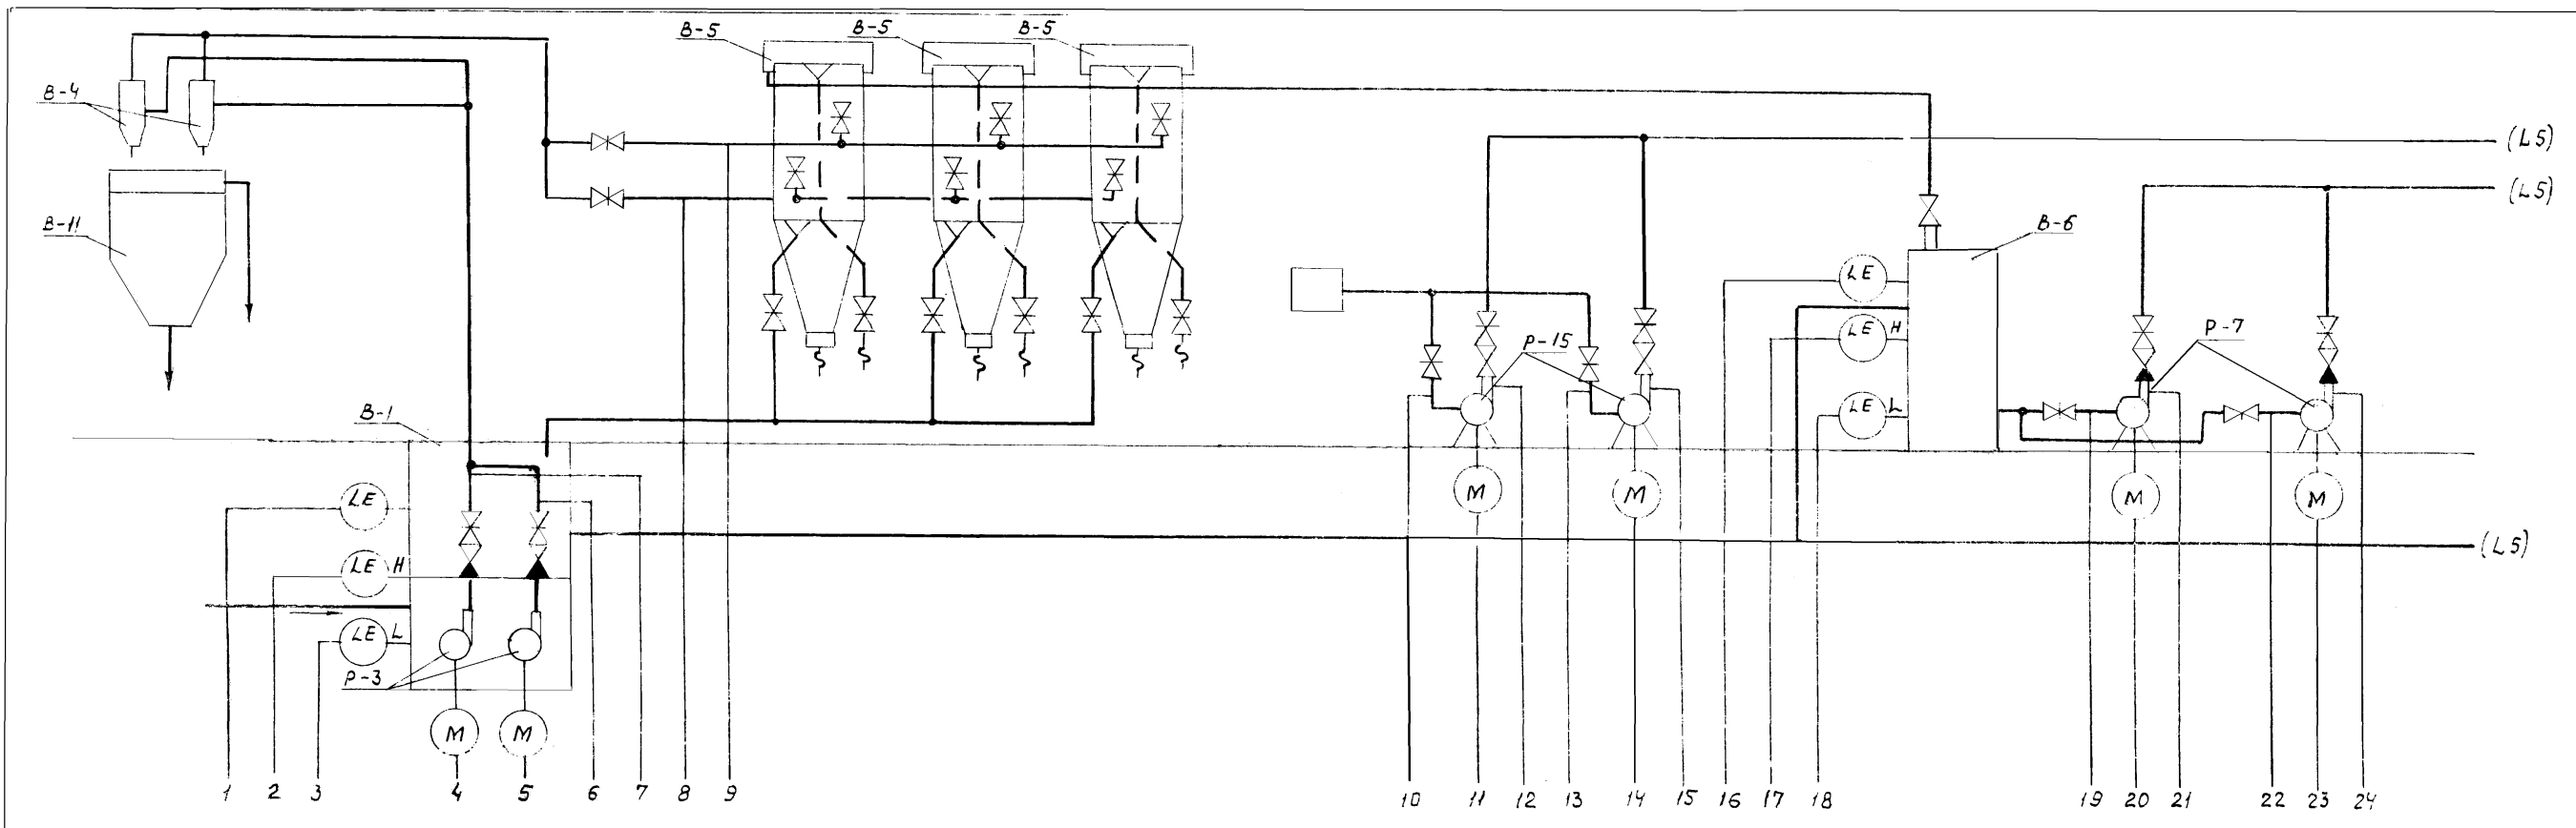 B-5 B-5 B-5
B-4
(L5)
(L5)
B-11
B-6
LE
LE H
P-15
P-7
LE L
B-1
M M M M
LE
(L5)
LE H
LE L
P-3
M M
1 2 3 4 5 6 7 8 9 10 11 12 13 14 15 16 17 18 19 20 21 22 23 24